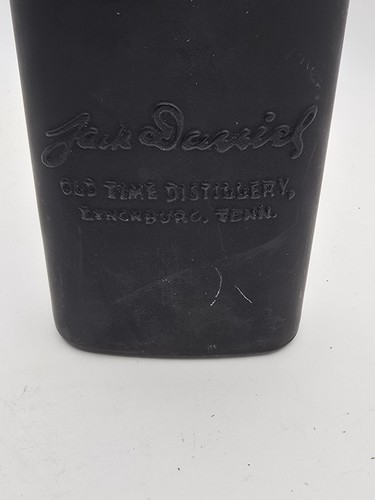 Jack Daniel
OLD TIME DISTILLERY,
LYNCHBURG, TENN.